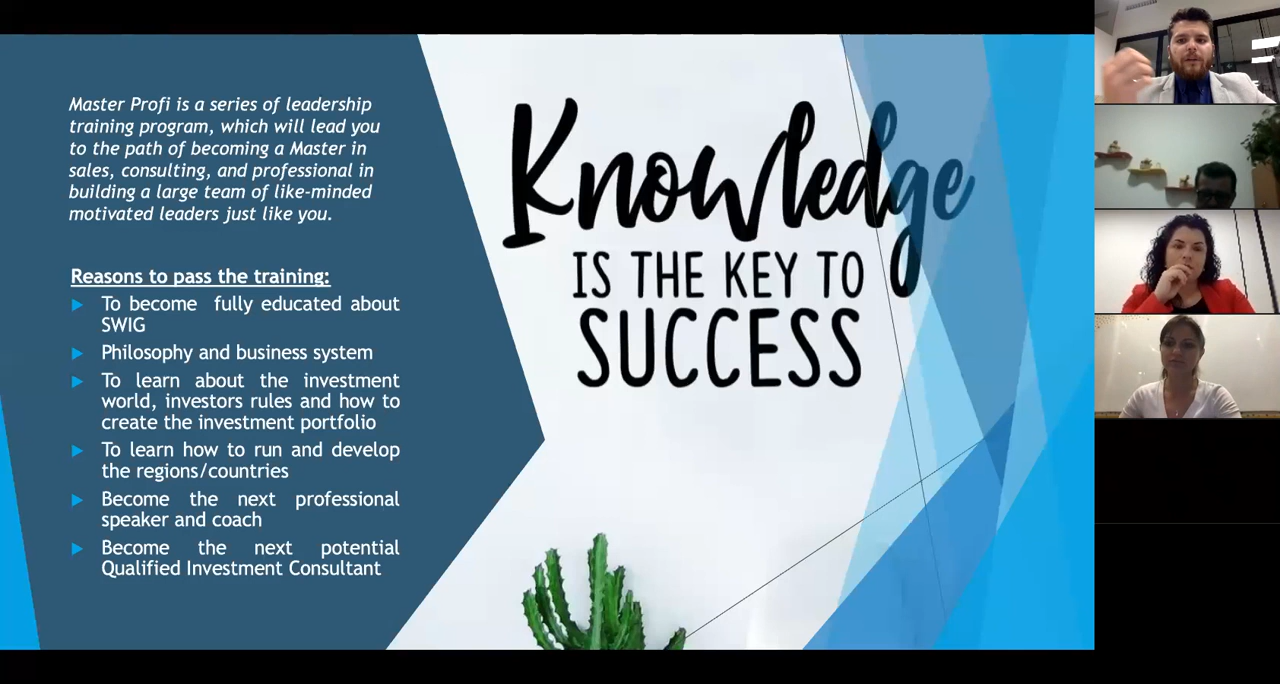 Master Profi is a series of leadership
training program, which will lead you
to the path of becoming a Master in
sales, consulting, and professional in
building a large team of like-minded
motivated leaders just like you.
Reasons to pass the training:
To become fully educated about
SWIG
Philosophy and business system
To learn about the investment
world, investors rules and how to
create the investment portfolio
To learn how to run and develop
the regions/countries
Become the next professional
speaker and coach
Become the next potential
Qualified Investment Consultant
Knowledge
IS THE KEY TO
SUCCESS